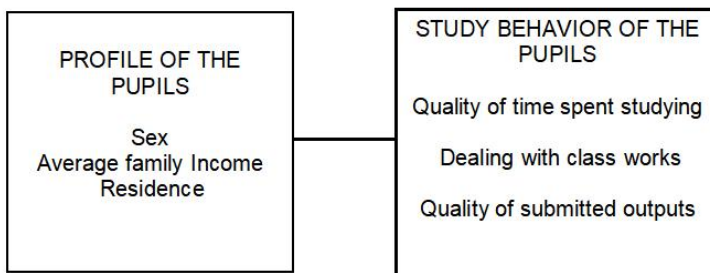 PROFILE OF THE
PUPILS
Sex
Average family Income
Residence
STUDY BEHAVIOR OF THE
PUPILS
Quality of time spent studying
Dealing with class works
Quality of submitted outputs